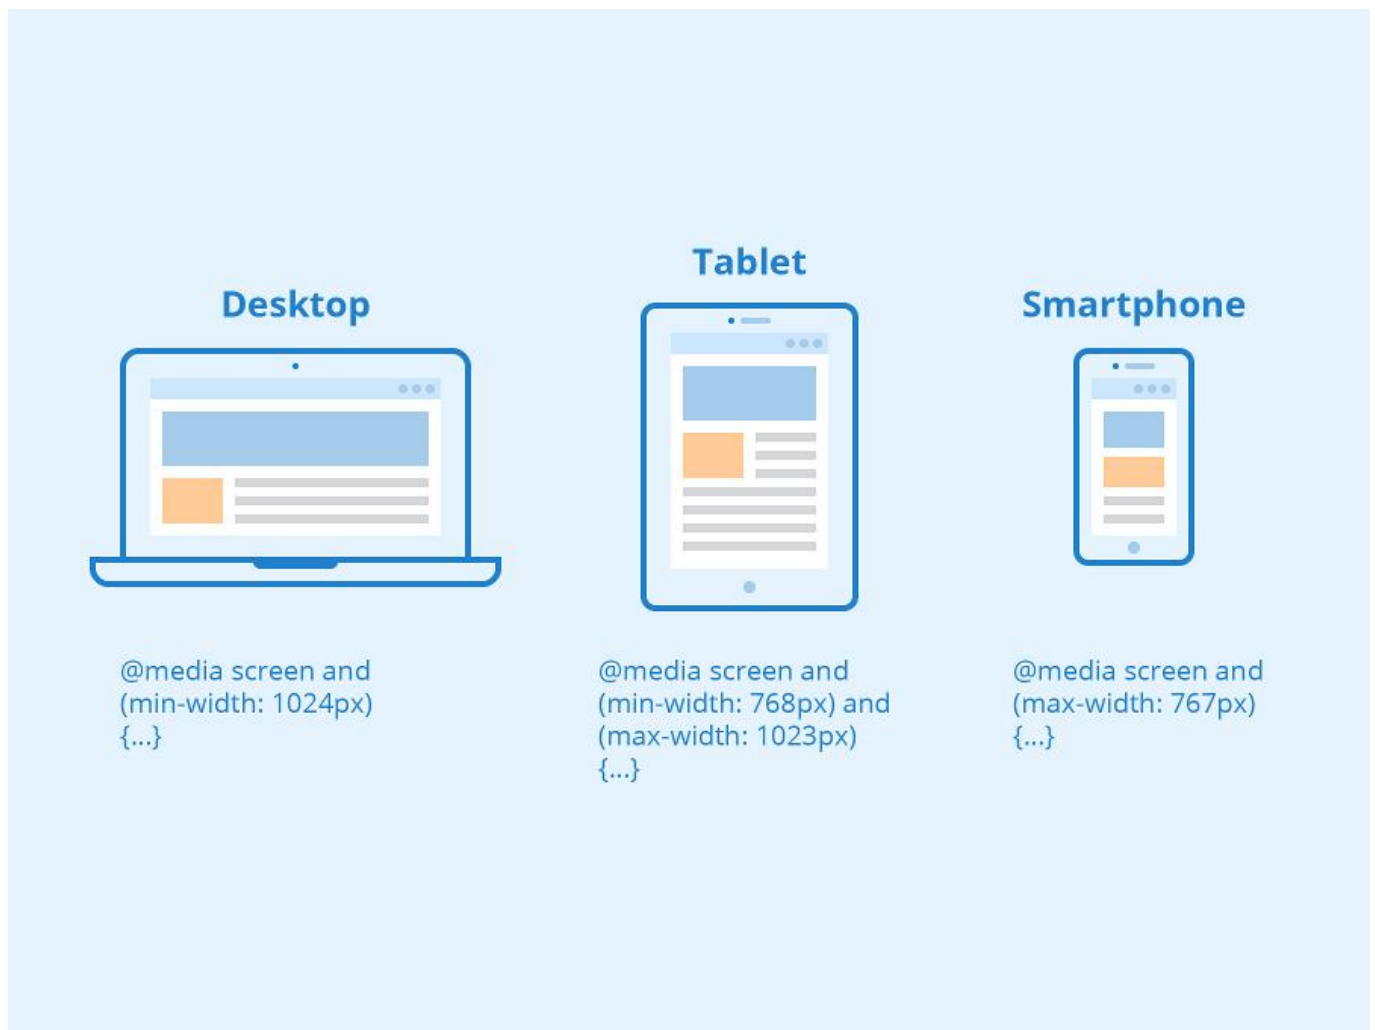 Desktop
@media screen and
(min-width: 1024px)
{...}
Tablet
@media screen and
(min-width: 768px) and
(max-width: 1023px)
{...}
Smartphone
@media screen and
(max-width: 767px)
{...}